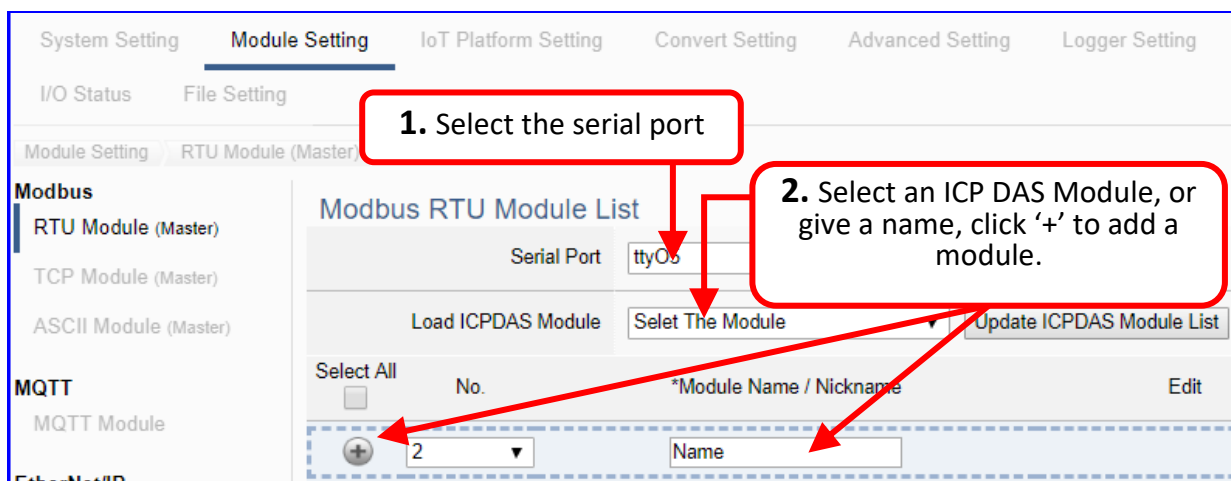 System Setting Module Setting IoT Platform Setting Convert Setting Advanced Setting Logger Setting
I/O Status File Setting
1. Select the serial port
Module Setting RTU Module (Master)
2. Select an ICP DAS Module, or
give a name, click ‘+’ to add a
module.
Modbus
RTU Module (Master)
TCP Module (Master)
ASCII Module (Master)
MQTT
MQTT Module
Modbus RTU Module List
Serial Port
Load ICPDAS Module Selet The Module Update ICPDAS Module List
Select All No. *Module Name / Nickname Edit
2 Name